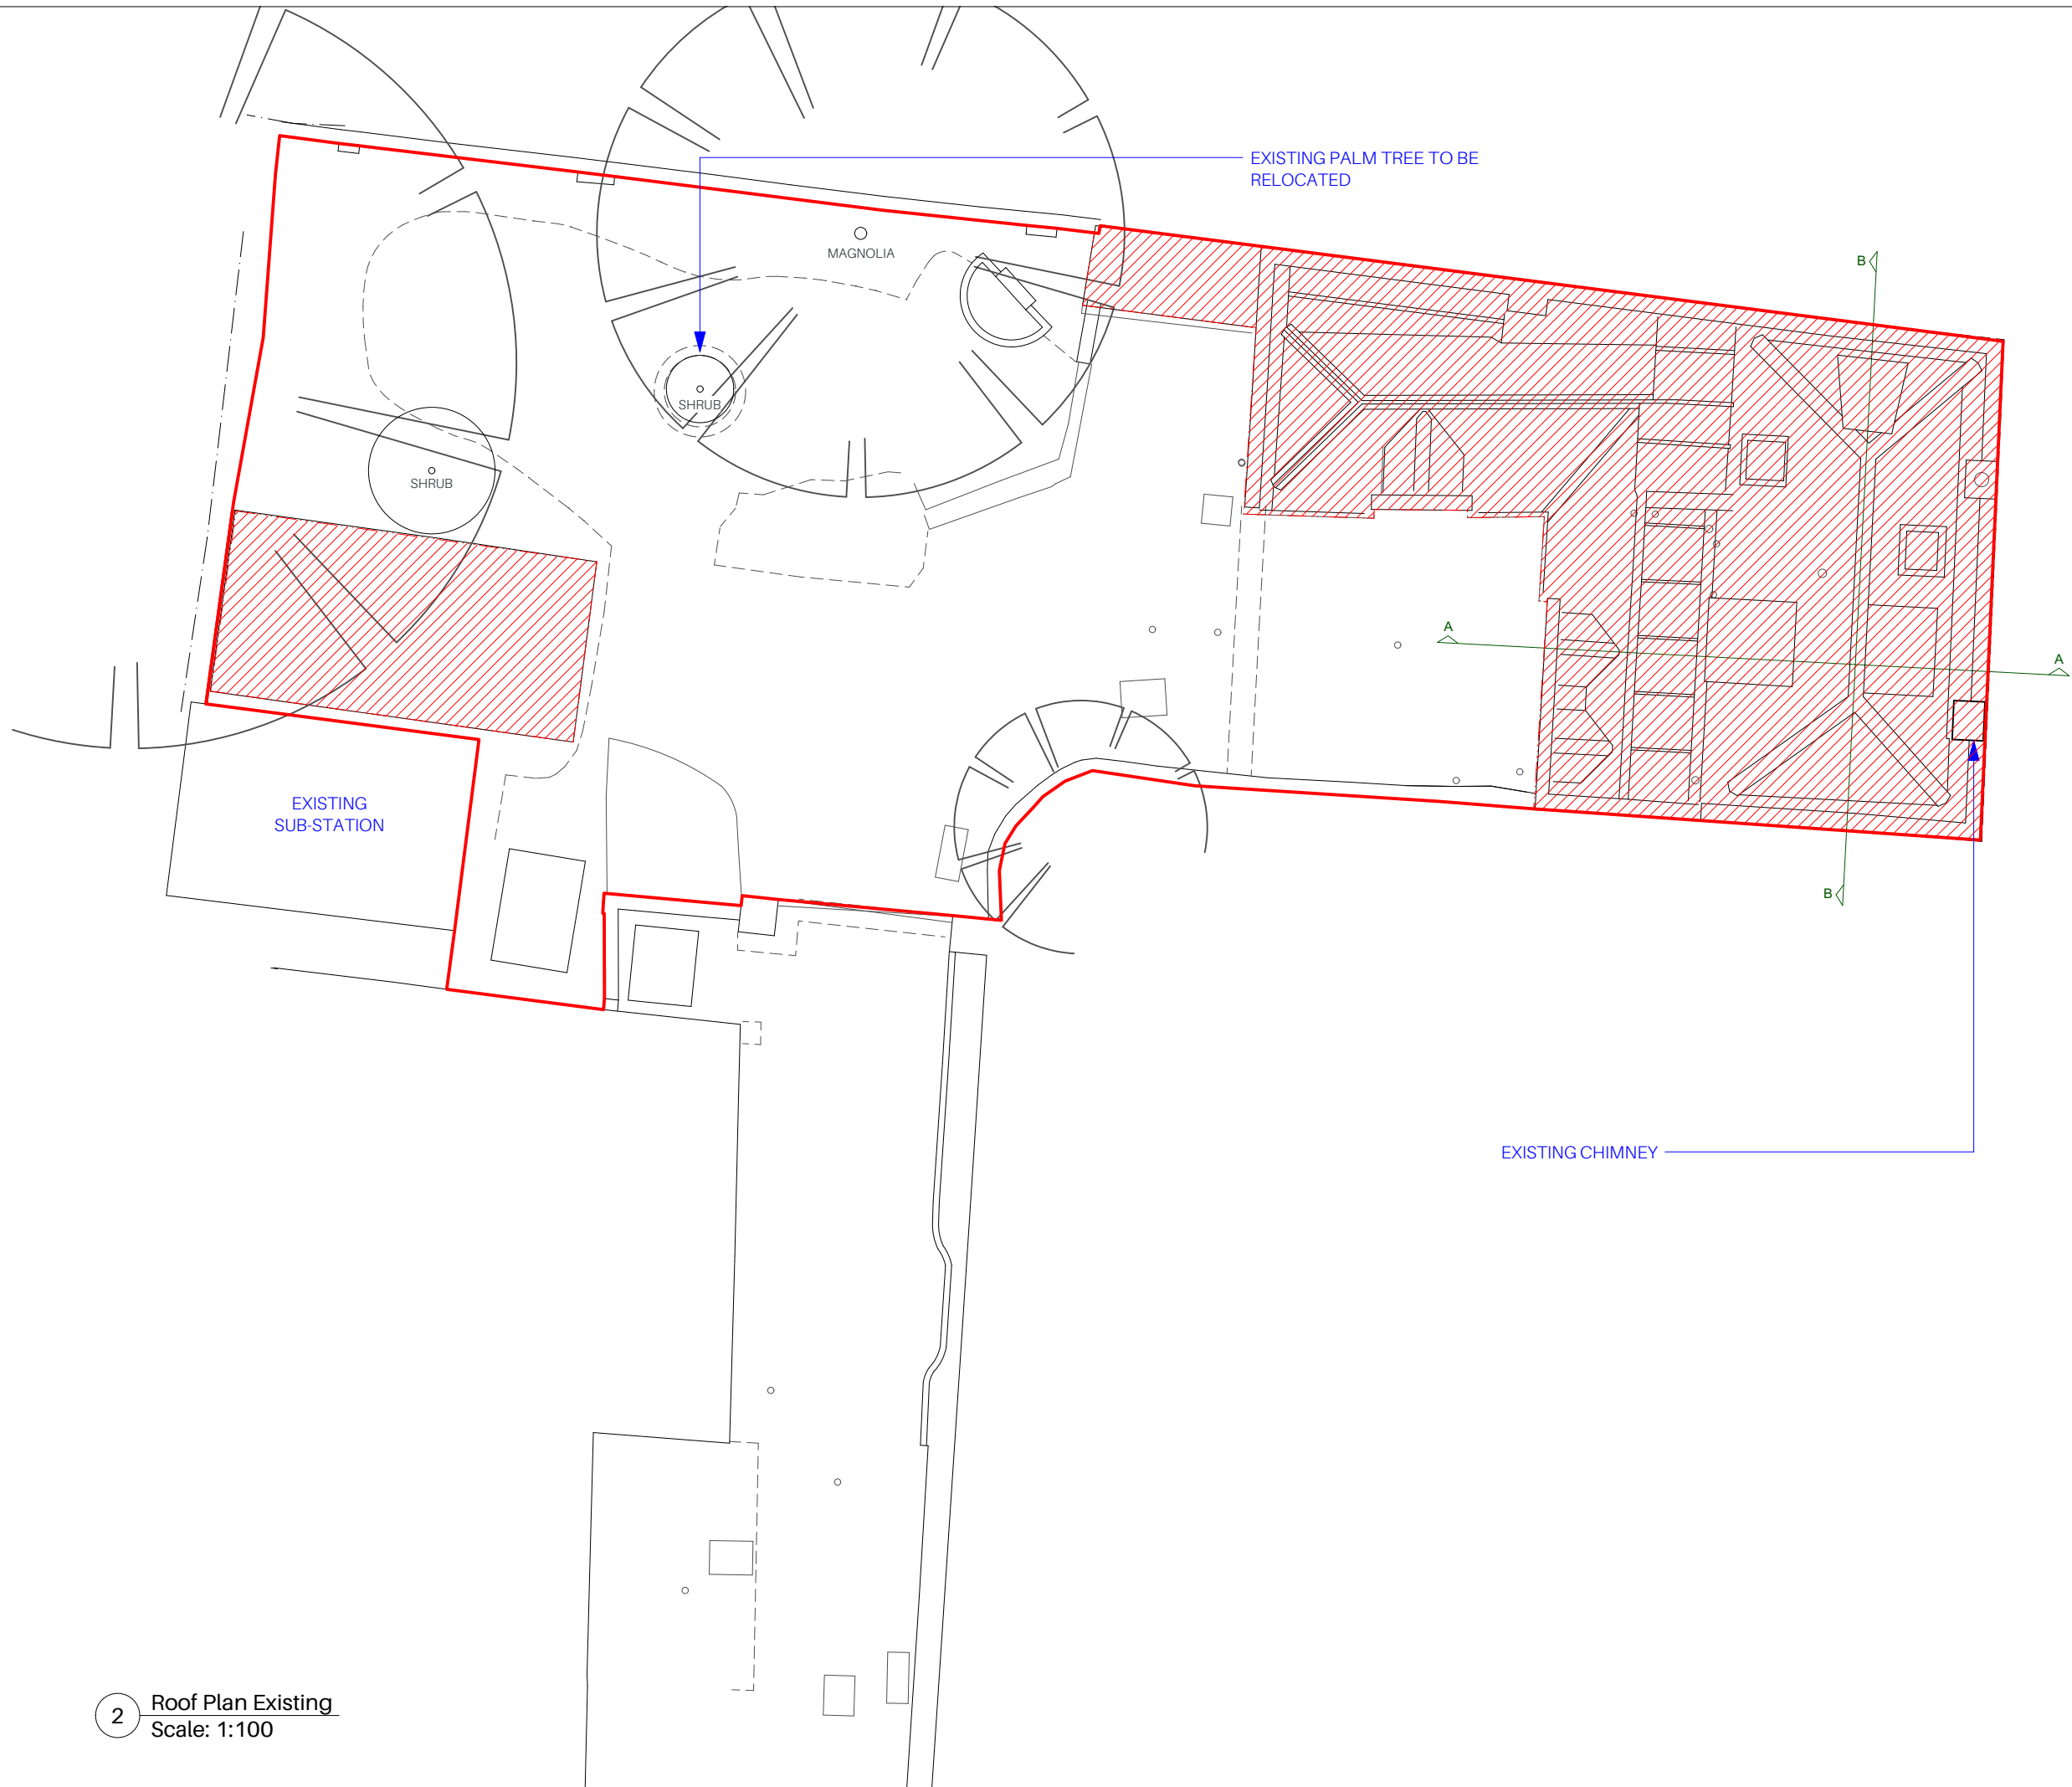 EXISTING PALM TREE TO BE
RELOCATED
MAGNOLIA
B
SHRUB
SHRUB
A
A
EXISTING
SUB-STATION
B
EXISTING CHIMNEY
2
Roof Plan Existing
Scale: 1:100